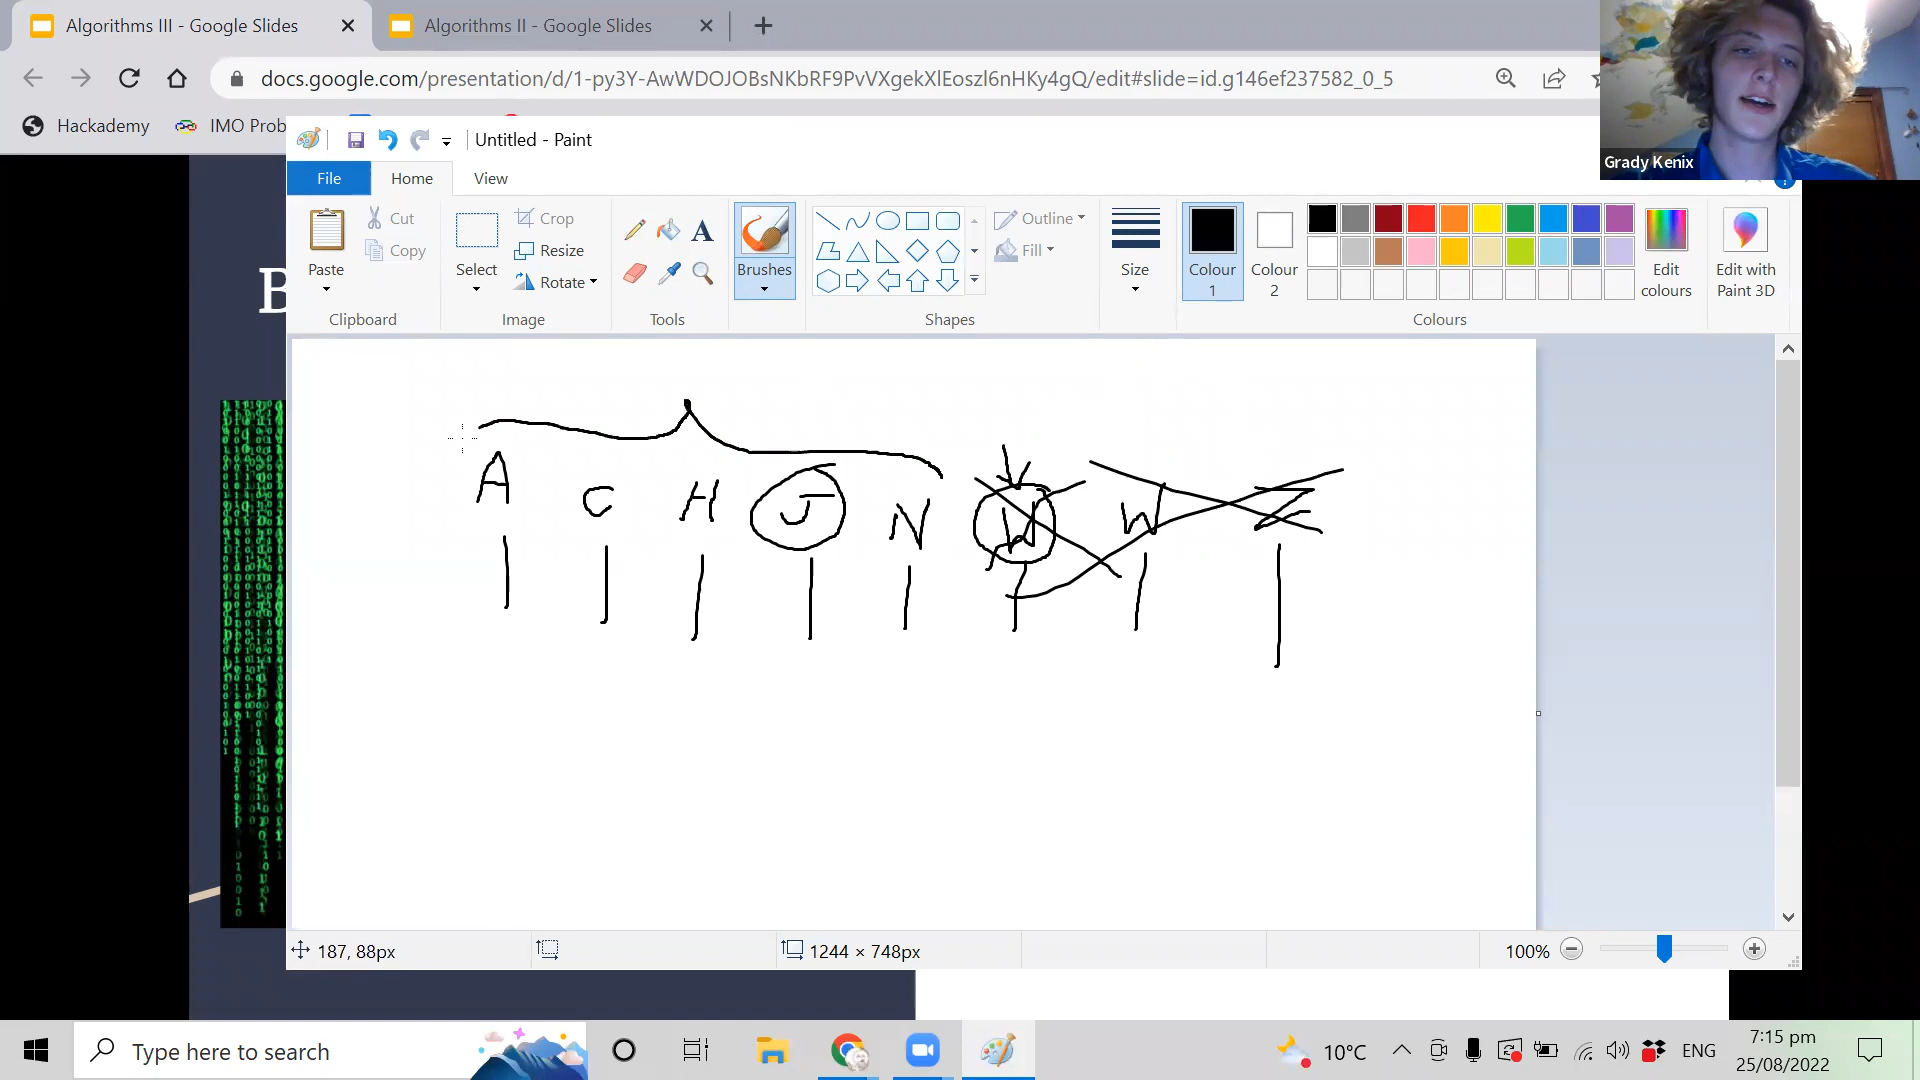 Algorithms III - Google Slides
Algorithms II - Google Slides
docs.google.com/presentation/d/1-py3Y-AwWDOJOBsNKbRF9PvVXgekXlEoszl6nHKy4gQ/edit#slide=id.g146ef237582_0_5
Hackademy
IMO Prob
Grady Kenix
Untitled - Paint
File
Home
View
Paste
Cut
Copy
Clipboard
Select
Crop
Resize
Rotate
Image
Tools
Brushes
Outline
Fill
Shapes
Size
Colour
1
Colour
2
Edit
colours
Edit with
Paint 3D
Colours
B
A C H J N W W Z
187, 88px
1244 × 748px
100%
Type here to search
10°C
ENG
7:15 pm
25/08/2022